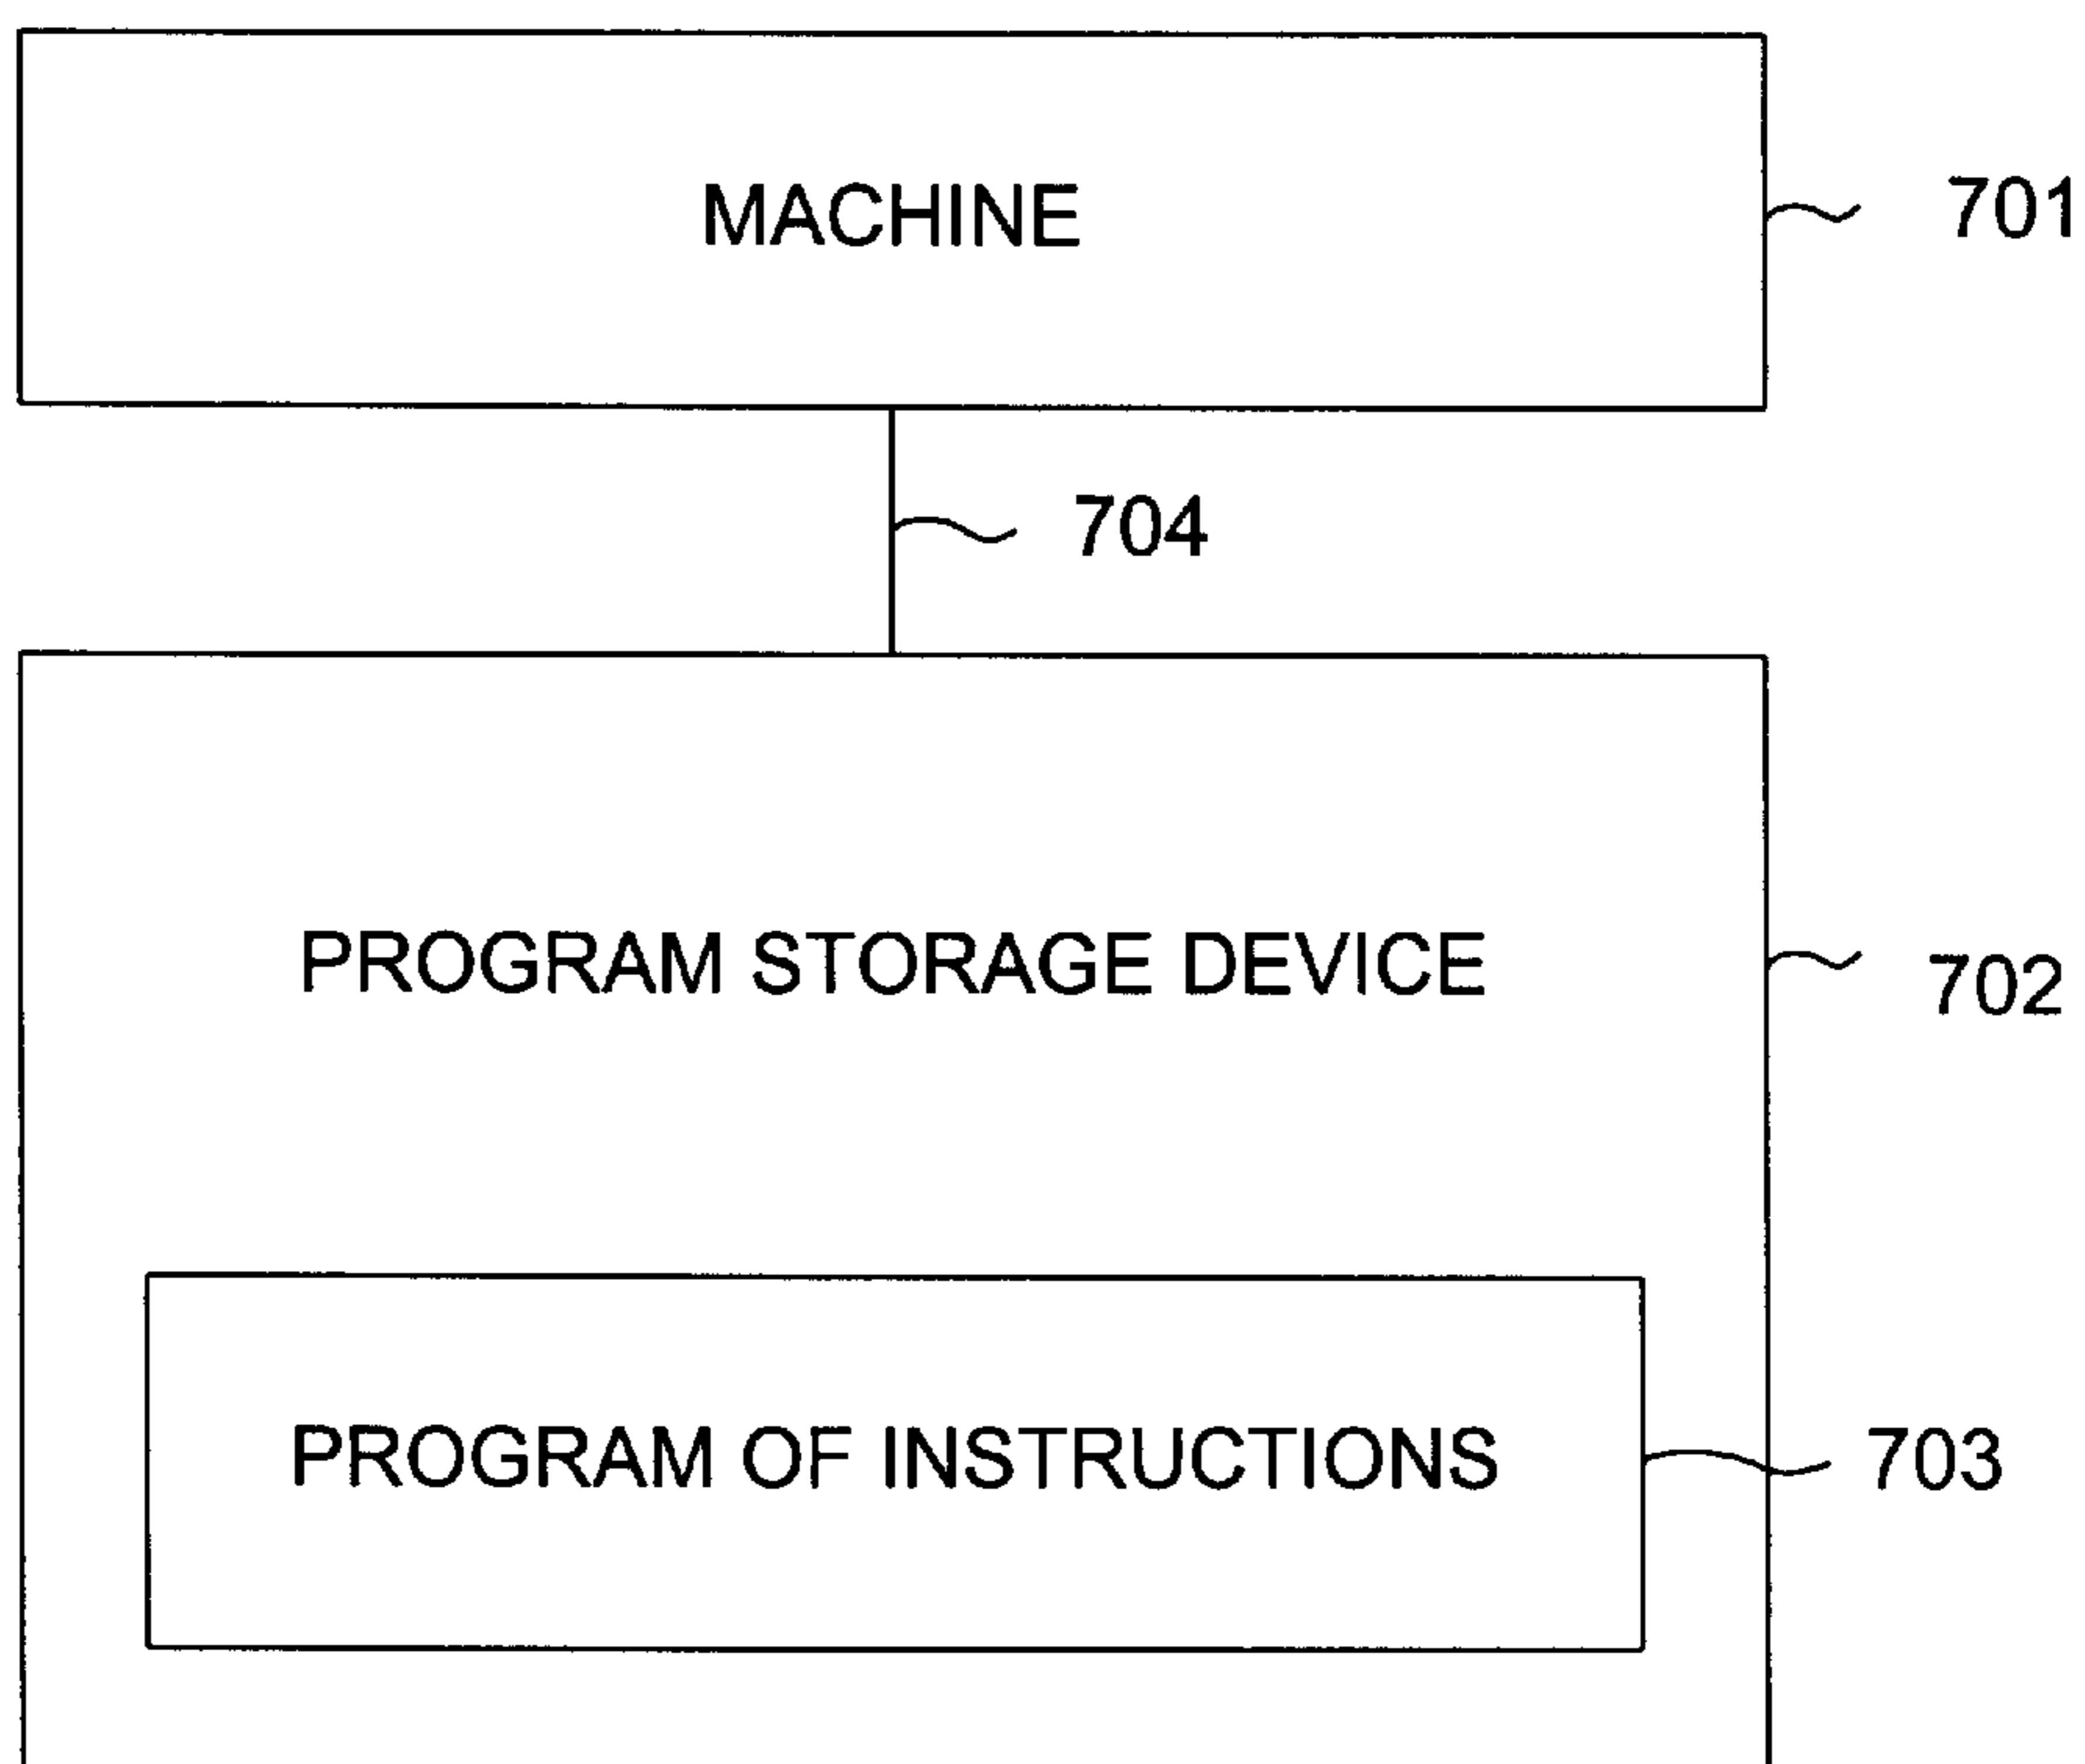 MACHINE
701
704
PROGRAM STORAGE DEVICE
702
PROGRAM OF INSTRUCTIONS
703